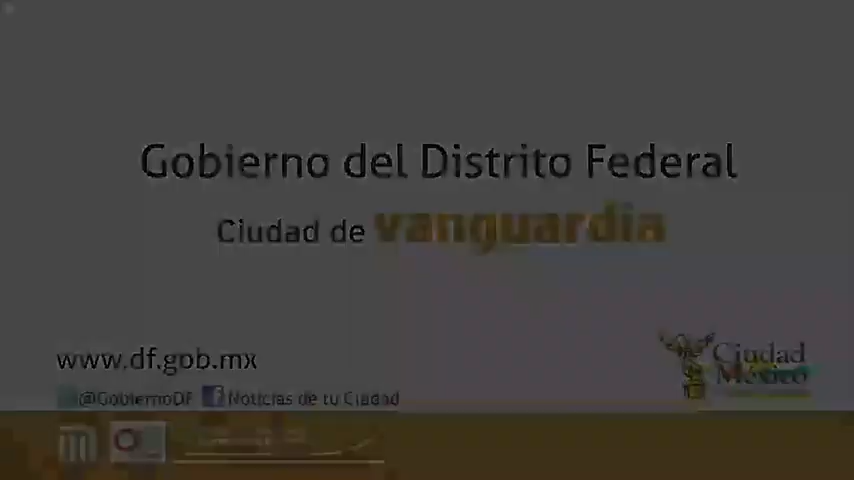 Gobierno del Distrito Federal
Ciudad de vanguardia
www.df.gob.mx
@GobiernoDF Noticias de tu Ciudad
Ciudad
México